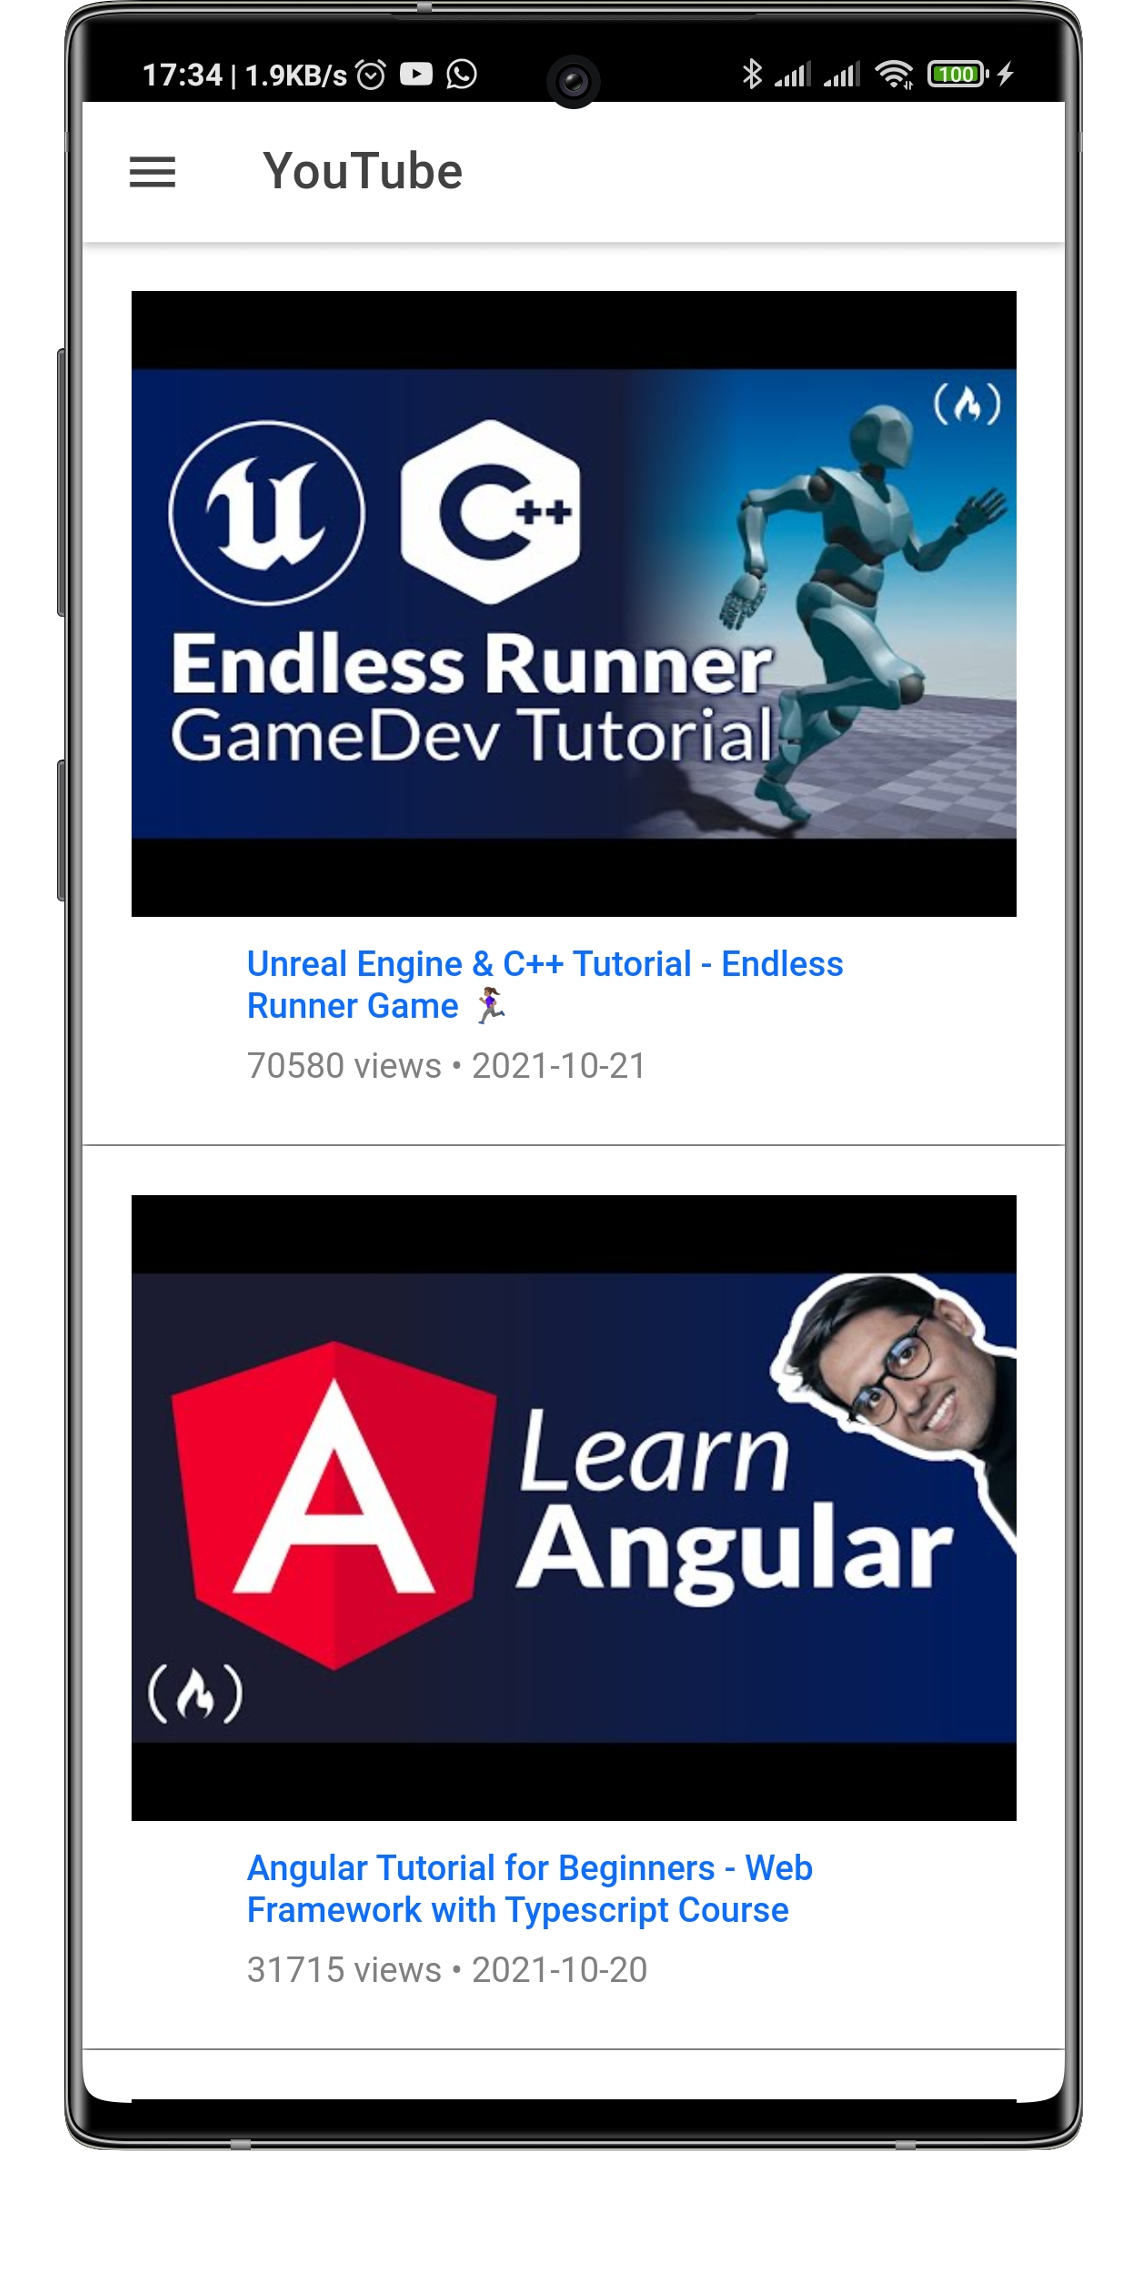 17:34 | 1.9KB/s 100
YouTube
C++
Endless Runner
GameDev Tutorial
Unreal Engine & C++ Tutorial - Endless
Runner Game 🏃🏽‍♀️
70580 views • 2021-10-21
A
Learn
Angular
Angular Tutorial for Beginners - Web
Framework with Typescript Course
31715 views • 2021-10-20